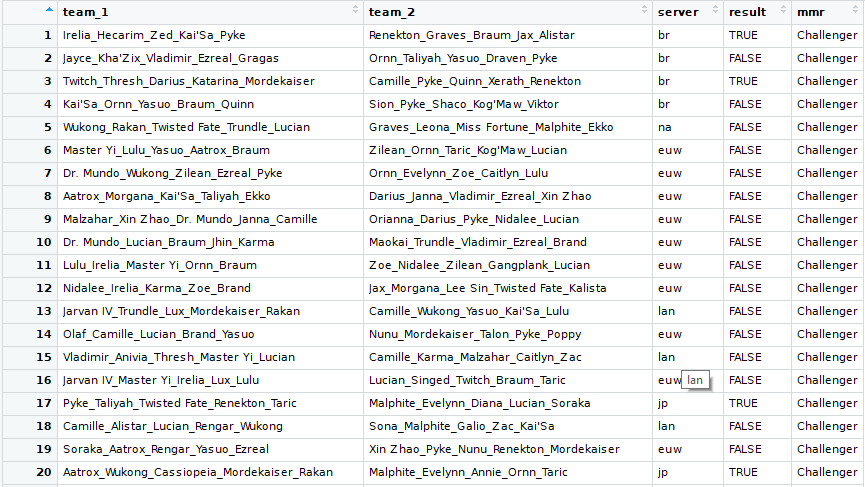 team_1 team_2 server result mmr
1 Irelia_Hecarim_Zed_Kai'Sa_Pyke Renekton_Graves_Braum_Jax_Alistar br TRUE Challenger
2 Jayce_Kha'Zix_Vladimir_Ezreal_Gragas Ornn_Taliyah_Yasuo_Draven_Pyke br FALSE Challenger
3 Twitch_Thresh_Darius_Katarina_Mordekaiser Camille_Pyke_Quinn_Xerath_Renekton br TRUE Challenger
4 Kai'Sa_Ornn_Yasuo_Braum_Quinn Sion_Pyke_Shaco_Kog'Maw_Viktor br FALSE Challenger
5 Wukong_Rakan_Twisted Fate_Trundle_Lucian Graves_Leona_Miss Fortune_Malphite_Ekko na FALSE Challenger
6 Master Yi_Lulu_Yasuo_Aatrox_Braum Zilean_Ornn_Taric_Kog'Maw_Lucian euw FALSE Challenger
7 Dr. Mundo_Wukong_Zilean_Ezreal_Pyke Ornn_Evelynn_Zoe_Caitlyn_Lulu euw FALSE Challenger
8 Aatrox_Morgana_Kai'Sa_Taliyah_Ekko Darius_Janna_Vladimir_Ezreal_Xin Zhao euw FALSE Challenger
9 Malzahar_Xin Zhao_Dr. Mundo_Janna_Camille Orianna_Darius_Pyke_Nidalee_Lucian euw FALSE Challenger
10 Dr. Mundo_Lucian_Braum_Jhin_Karma Maokai_Trundle_Vladimir_Ezreal_Brand euw FALSE Challenger
11 Lulu_Irelia_Master Yi_Ornn_Braum Zoe_Nidalee_Zilean_Gangplank_Lucian euw FALSE Challenger
12 Nidalee_Irelia_Karma_Zoe_Brand Jax_Morgana_Lee Sin_Twisted Fate_Kalista euw FALSE Challenger
13 Jarvan IV_Trundle_Lux_Mordekaiser_Rakan Camille_Wukong_Yasuo_Kai'Sa_Lulu lan FALSE Challenger
14 Olaf_Camille_Lucian_Brand_Yasuo Nunu_Mordekaiser_Talon_Pyke_Poppy euw FALSE Challenger
15 Vladimir_Anivia_Thresh_Master Yi_Lucian Camille_Karma_Malzahar_Caitlyn_Zac lan FALSE Challenger
16 Jarvan IV_Master Yi_Irelia_Lux_Lulu Lucian_Singed_Twitch_Braum_Taric euw lan FALSE Challenger
17 Pyke_Taliyah_Twisted Fate_Renekton_Taric Malphite_Evelynn_Diana_Lucian_Soraka jp TRUE Challenger
18 Camille_Alistar_Lucian_Rengar_Wukong Sona_Malphite_Galio_Zac_Kai'Sa lan FALSE Challenger
19 Soraka_Aatrox_Rengar_Yasuo_Ezreal Xin Zhao_Pyke_Nunu_Renekton_Mordekaiser euw FALSE Challenger
20 Aatrox_Wukong_Cassiopeia_Mordekaiser_Rakan Malphite_Evelynn_Annie_Ornn_Taric jp TRUE Challenger